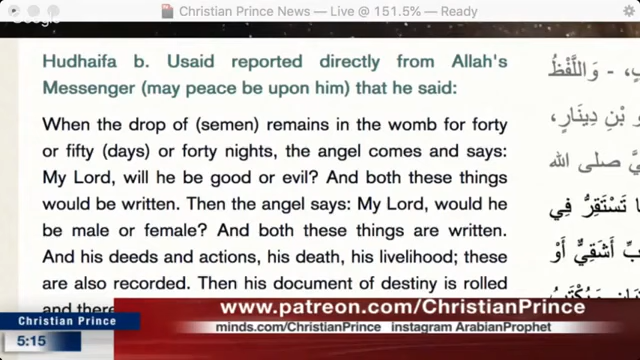 Christian Prince News — Live @ 151.5% — Ready
Hudhaifa b. Usaid reported directly from Allah's
Messenger (may peace be upon him) that he said:
When the drop of (semen) remains in the womb for forty
or fifty (days) or forty nights, the angel comes and says:
My Lord, will he be good or evil? And both these things
would be written. Then the angel says: My Lord, would he
be male or female? And both these things are written.
And his deeds and actions, his death, his livelihood; these
are also recorded. Then his document of destiny is rolled
and there
وَاللَّفْظُ
بْنِ دِينَارٍ،
صلى الله
تَسْتَقِرُّ فِي
أَشَقِيٌّ أَوْ
www.patreon.com/ChristianPrince
Christian Prince
minds.com/ChristianPrince instagram ArabianProphet
5:15